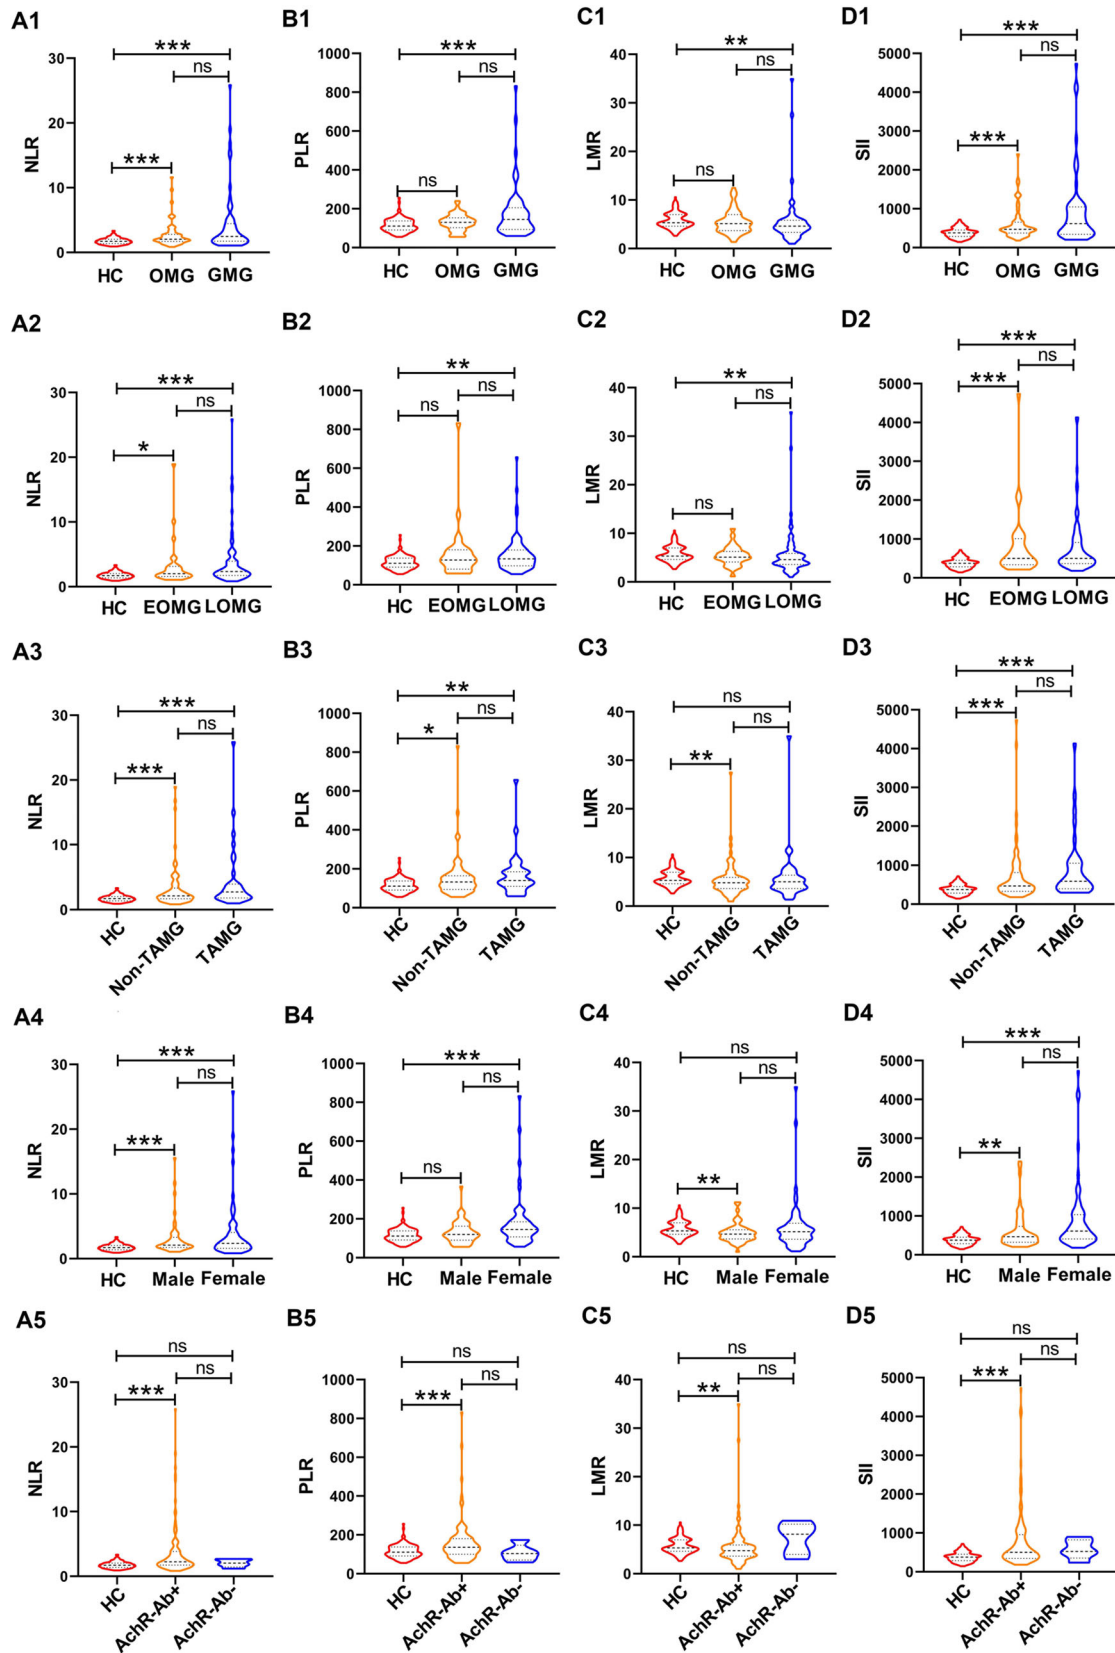 A1
***
ns
***
30
20
10
0
NLR
HC OMG GMG
B1
***
ns
ns
1000
800
600
400
200
0
PLR
HC OMG GMG
C1
**
ns
ns
40
30
20
10
0
LMR
HC OMG GMG
D1
***
ns
***
5000
4000
3000
2000
1000
0
SII
HC OMG GMG
A2
***
ns
*
30
20
10
0
NLR
HC EOMG LOMG
B2
**
ns
ns
1000
800
600
400
200
0
PLR
HC EOMG LOMG
C2
**
ns
ns
40
30
20
10
0
LMR
HC EOMG LOMG
D2
***
ns
***
5000
4000
3000
2000
1000
0
SII
HC EOMG LOMG
A3
***
ns
***
30
20
10
0
NLR
HC Non-TAMG TAMG
B3
**
ns
*
1000
800
600
400
200
0
PLR
HC Non-TAMG TAMG
C3
ns
ns
**
40
30
20
10
0
LMR
HC Non-TAMG TAMG
D3
***
ns
***
5000
4000
3000
2000
1000
0
SII
HC Non-TAMG TAMG
A4
***
ns
***
30
20
10
0
NLR
HC Male Female
B4
***
ns
ns
1000
800
600
400
200
0
PLR
HC Male Female
C4
ns
ns
**
40
30
20
10
0
LMR
HC Male Female
D4
***
ns
**
5000
4000
3000
2000
1000
0
SII
HC Male Female
A5
ns
ns
***
30
20
10
0
NLR
HC AchR-Ab+ AchR-Ab-
B5
ns
ns
***
1000
800
600
400
200
0
PLR
HC AchR-Ab+ AchR-Ab-
C5
ns
ns
**
40
30
20
10
0
LMR
HC AchR-Ab+ AchR-Ab-
D5
ns
ns
***
5000
4000
3000
2000
1000
0
SII
HC AchR-Ab+ AchR-Ab-